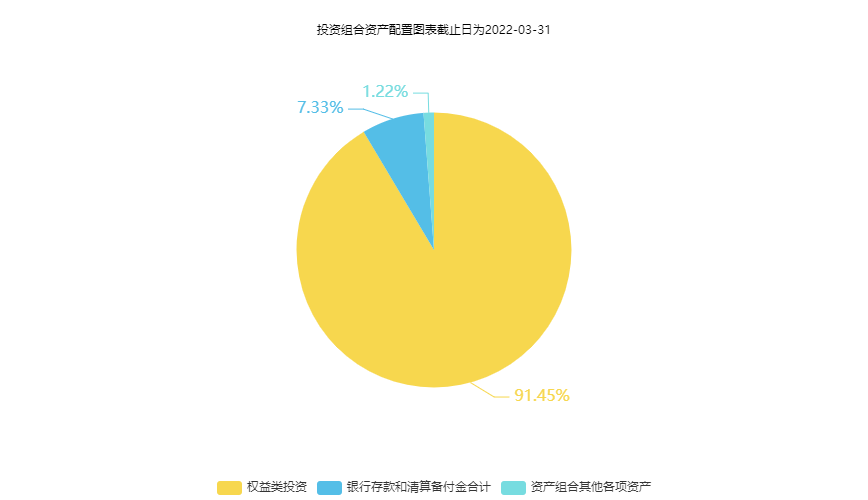 投资组合资产配置图表截止日为2022-03-31
1.22%
7.33%
91.45%
权益类投资 银行存款和清算备付金合计 资产组合其他各项资产